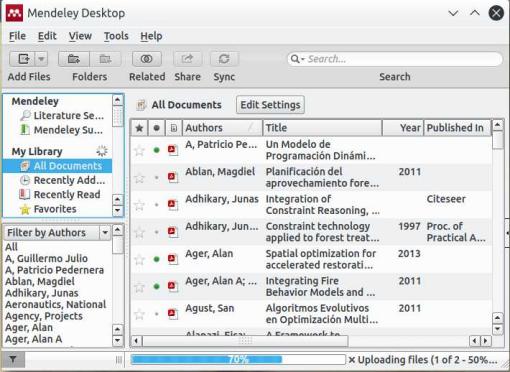 Mendeley Desktop
File Edit View Tools Help
Search...
Add Files Folders Related Share Sync Search
Mendeley
Literature Se...
Mendeley Su...
My Library
All Documents
Recently Add...
Recently Read
Favorites
Filter by Authors
All
A, Guillermo Julio
A, Patricio Pedernera
Ablan, Magdiel
Adhikary, Junas
Aeronautics, National
Agency, Projects
Ager, Alan
Ager, Alan A
All Documents Edit Settings
Authors Title Year Published In
A, Patricio Pe... Un Modelo de
Programación Dinámi...
Ablan, Magdiel Planificación del 2011
aprovechamiento fore...
Adhikary, Junas Integration of Citeseer
Constraint Reasoning, ...
Adhikary, Jun... Constraint technology 1997 Proc. of
applied to forest treat... Practical A...
Ager, Alan Spatial optimization for 2013
accelerated restorati...
Ager, Alan A; ... Integrating Fire 2011
Behavior Models and ...
Agust, San Algoritmos Evolutivos 2011
en Optimización Multi...
70% Uploading files (1 of 2 - 50%...